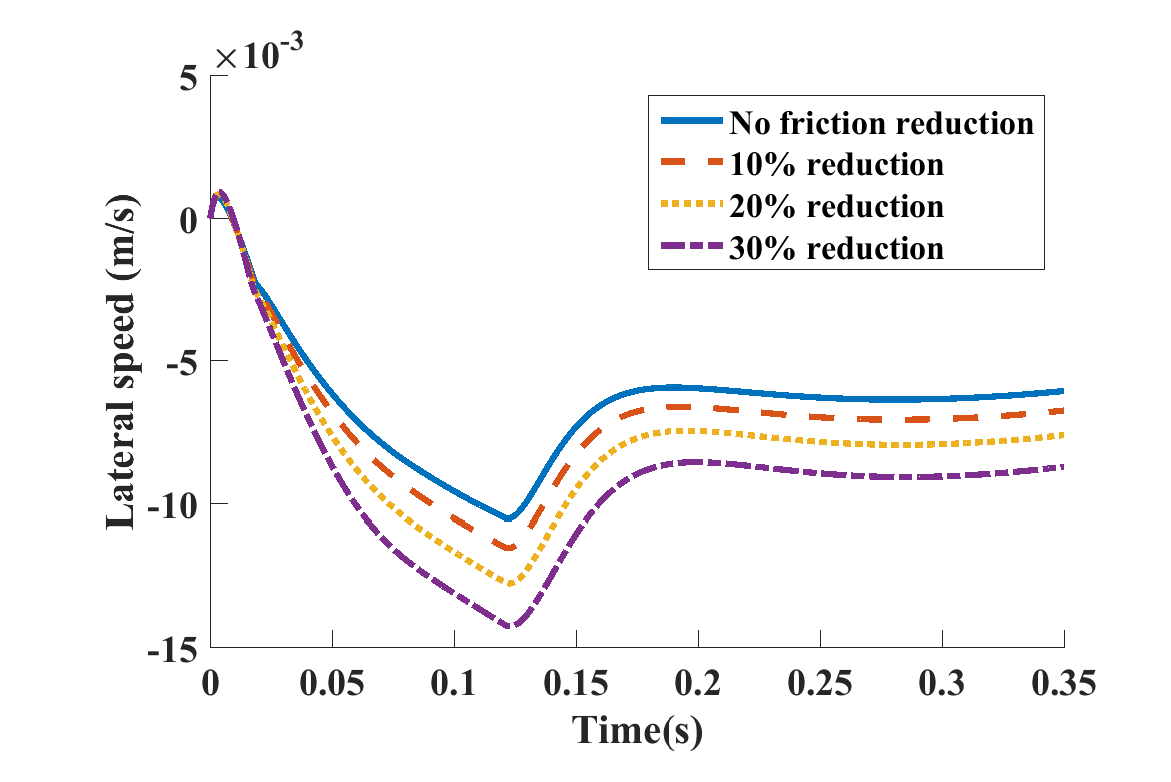 ×10-3
5
0
-5
-10
-15
Lateral speed (m/s)
No friction reduction
10% reduction
20% reduction
30% reduction
0 0.05 0.1 0.15 0.2 0.25 0.3 0.35
Time(s)